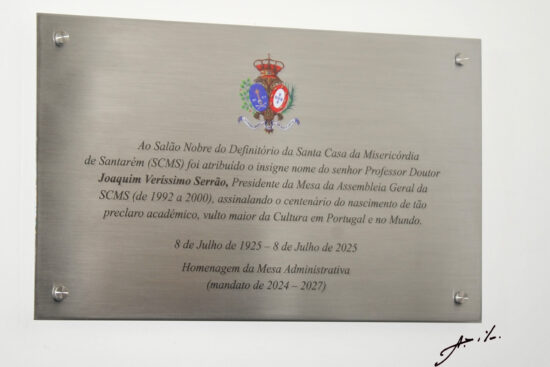 Ao Salão Nobre do Definitório da Santa Casa da Misericórdia
de Santarém (SCMS) foi atribuído o insigne nome do senhor Professor Doutor
Joaquim Veríssimo Serrão, Presidente da Mesa da Assembleia Geral da
SCMS (de 1992 a 2000), assinalando o centenário do nascimento de tão
preclaro académico, vulto maior da Cultura em Portugal e no Mundo.
8 de Julho de 1925 – 8 de Julho de 2025
Homenagem da Mesa Administrativa
(mandato de 2024 – 2027)